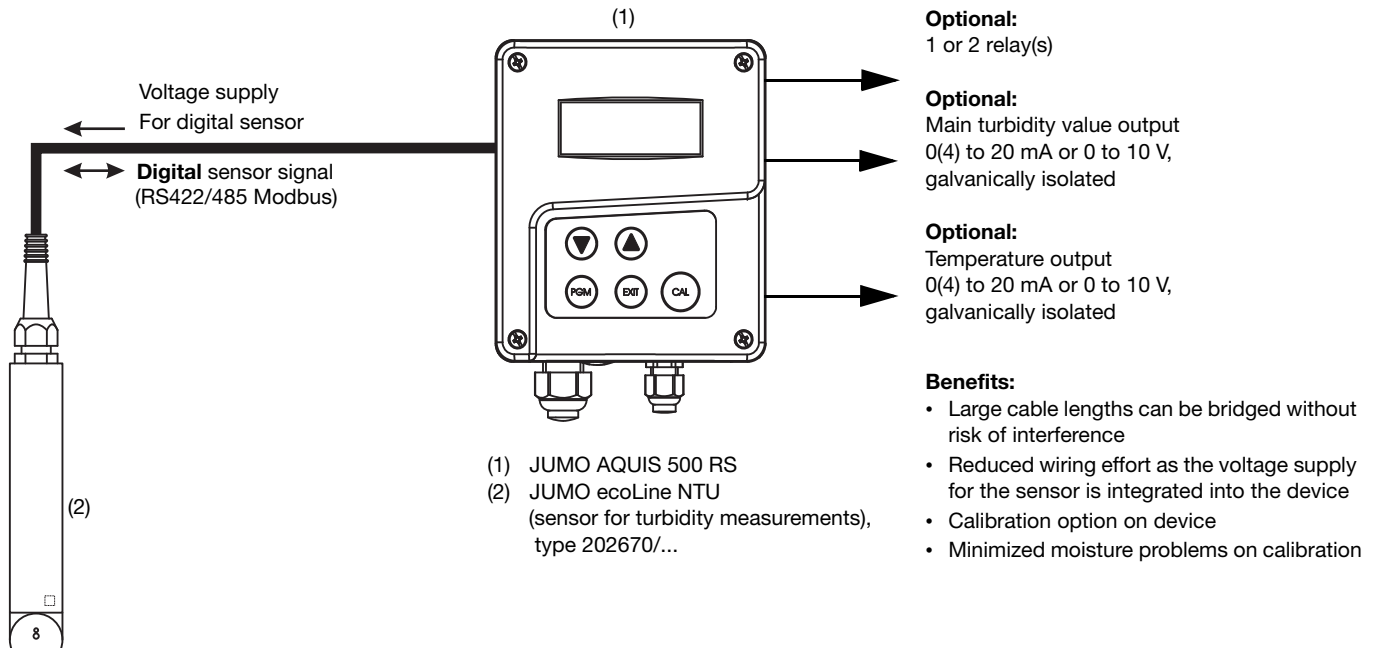 (1)
Voltage supply
For digital sensor
Digital sensor signal
(RS422/485 Modbus)
PGM
EXIT
CAL
(2)
8
(1) JUMO AQUIS 500 RS
(2) JUMO ecoLine NTU
(sensor for turbidity measurements),
type 202670/...
Optional:
1 or 2 relay(s)
Optional:
Main turbidity value output
0(4) to 20 mA or 0 to 10 V,
galvanically isolated
Optional:
Temperature output
0(4) to 20 mA or 0 to 10 V,
galvanically isolated
Benefits:
• Large cable lengths can be bridged without
risk of interference
• Reduced wiring effort as the voltage supply
for the sensor is integrated into the device
• Calibration option on device
• Minimized moisture problems on calibration